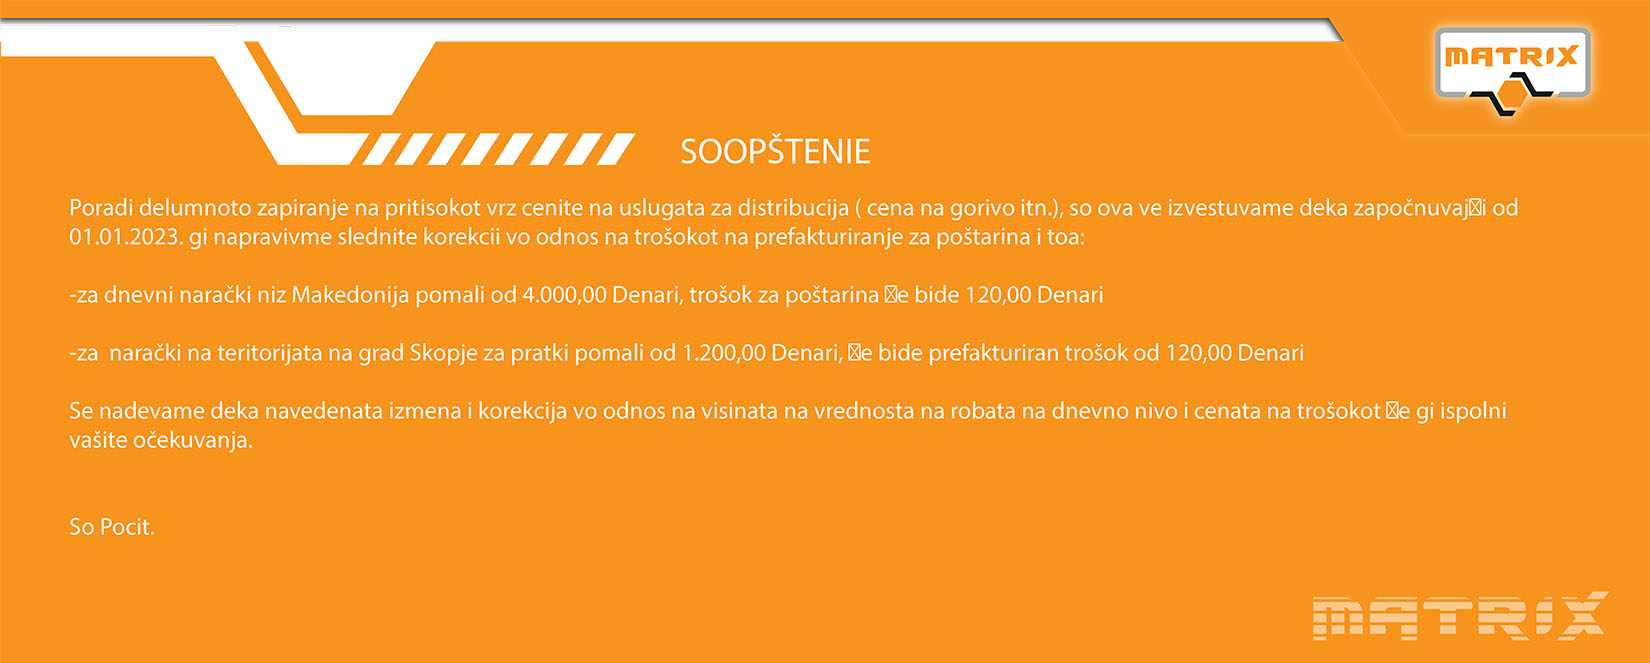 MATRIX
SOOPŠTENIE
Poradi delumnoto zapiranje na pritisokot vrz cenite na uslugata za distribucija ( cena na gorivo itn.), so ova ve izvestuvame deka započnuvaj☒i od
01.01.2023. gi napravivme slednite korekcii vo odnos na trošokot na prefakturiranje za poštarina i toa:
-za dnevni narački niz Makedonija pomali od 4.000,00 Denari, trošok za poštarina ☒e bide 120,00 Denari
-za  narački na teritorijata na grad Skopje za pratki pomali od 1.200,00 Denari, ☒e bide prefakturiran trošok od 120,00 Denari
Se nadevame deka navedenata izmena i korekcija vo odnos na visinata na vrednosta na robata na dnevno nivo i cenata na trošokot ☒e gi ispolni
vašite očekuvanja.
So Pocit.
MATRIX